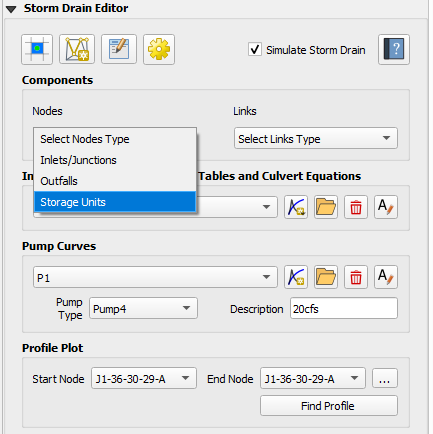 Storm Drain Editor
Simulate Storm Drain
?
Components
Nodes Links
Select Nodes Type
Inlets/Junctions
Outfalls
Storage Units
Select Links Type
Tables and Culvert Equations
Pump Curves
P1
Pump Type Pump4 Description 20cfs
Profile Plot
Start Node J1-36-30-29-A End Node J1-36-30-29-A ...
Find Profile